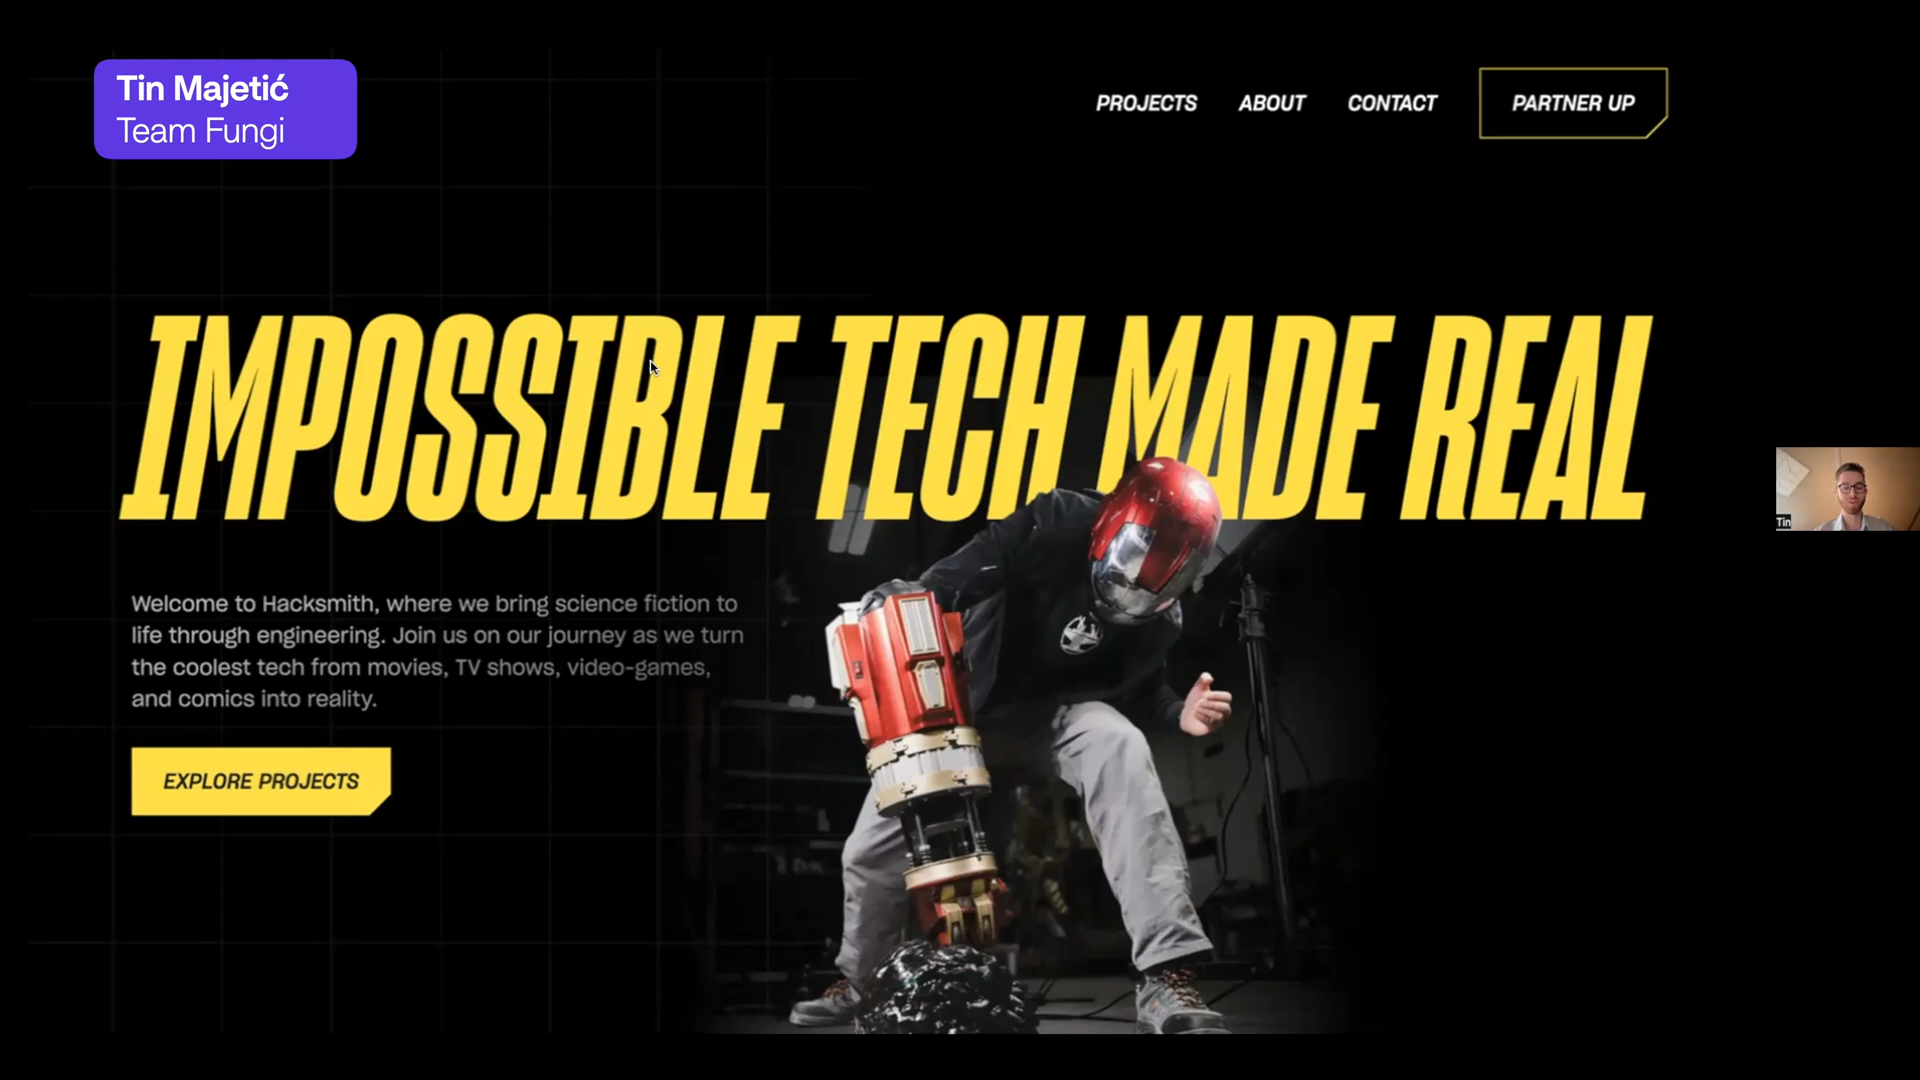 Tin Majetić
Team Fungi
PROJECTS ABOUT CONTACT PARTNER UP
IMPOSSIBLE TECH MADE REAL
Welcome to Hacksmith, where we bring science fiction to
life through engineering. Join us on our journey as we turn
the coolest tech from movies, TV shows, video-games,
and comics into reality.
EXPLORE PROJECTS
Tin